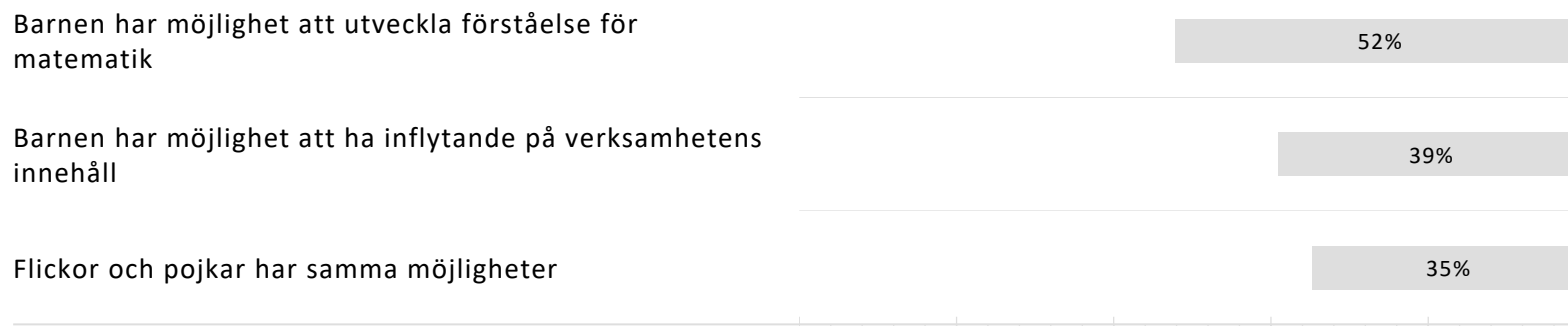 Barnen har möjlighet att utveckla förståelse för
matematik
52%
Barnen har möjlighet att ha inflytande på verksamhetens
innehåll
39%
Flickor och pojkar har samma möjligheter
35%